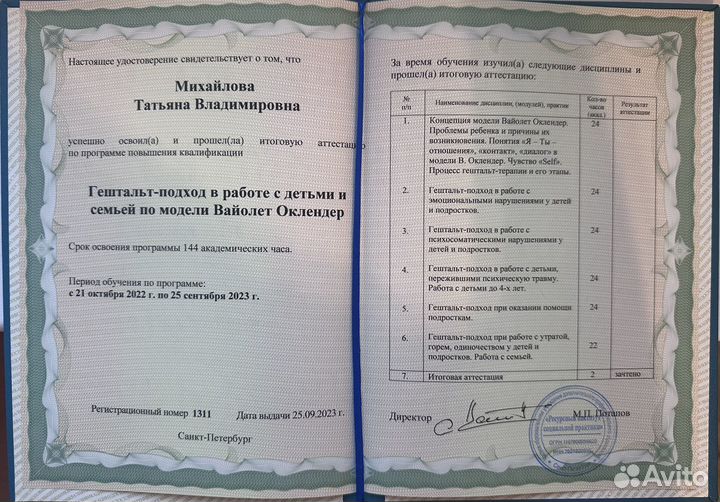 Настоящее удостоверение свидетельствует о том, что
Михайлова
Татьяна Владимировна
успешно освоил(а) и прошел(ла) итоговую аттестацию
по программе повышения квалификации
Гештальт-подход в работе с детьми и
семьей по модели Вайолет Оклендер
Срок освоения программы 144 академических часа.
Период обучения по программе:
с 21 октября 2022 г. по 25 сентября 2023 г.
Регистрационный номер 1311 Дата выдачи 25.09.2023 г.
Санкт-Петербург
За время обучения изучил(а) следующие дисциплины и
прошел(а) итоговую аттестацию:
№ п/п Наименование дисциплин, (модулей), практик Кол-во часов (акад.) Результат аттестации
1. Концепция модели Вайолет Оклендер. 24
Проблемы ребенка и причины их
возникновения. Понятия «Я – Ты –
отношения», «контакт», «диалог» в
модели В. Оклендер. Чувство «Self».
Процесс гештальт-терапии и его этапы.
2. Гештальт-подход в работе с 24
эмоциональными нарушениями у детей
и подростков.
3. Гештальт-подход в работе с 24
психосоматическими нарушениями у
детей и подростков.
4. Гештальт-подход в работе с детьми, 24
пережившими психическую травму.
Работа с детьми до 4-х лет.
5. Гештальт-подход при оказании помощи 24
подросткам.
6. Гештальт-подход при работе с утратой, 22
горем, одиночеством у детей и
подростков. Работа с семьей.
7. Итоговая аттестация 2 зачтено
Директор М.П. Потапов
«Ресурсный институт
социальной практики»
Avito